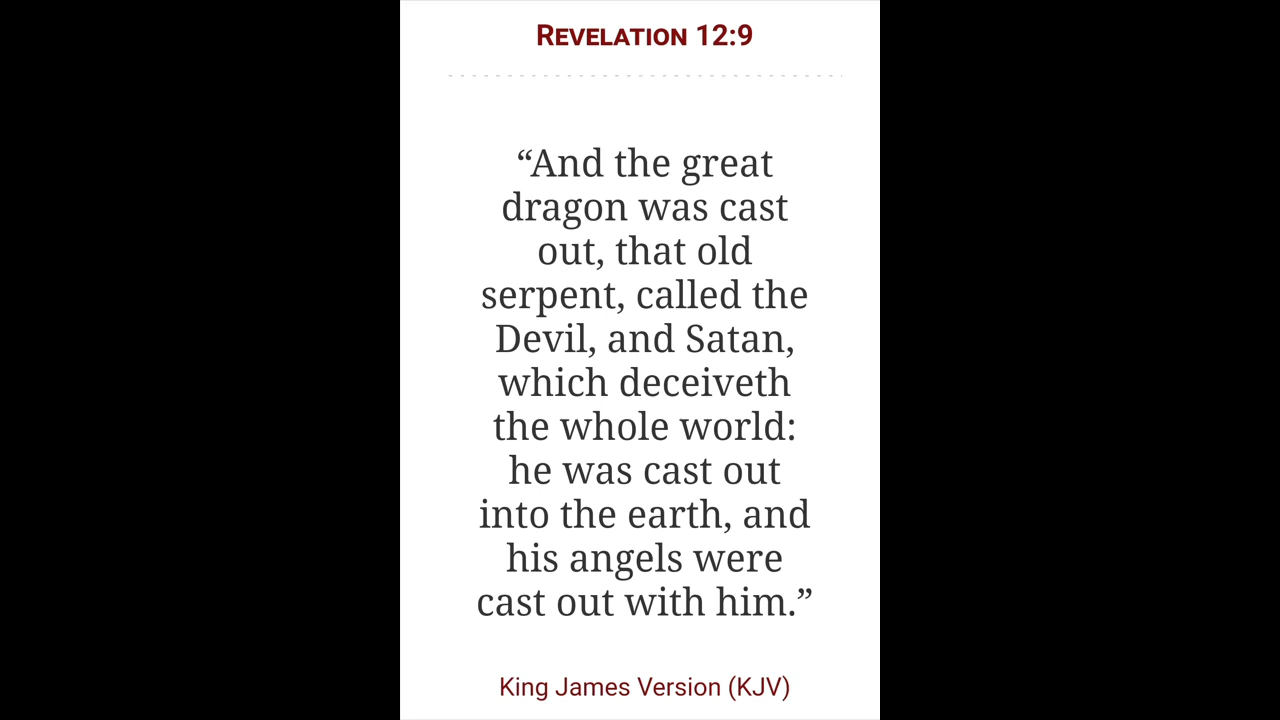 REVELATION 12:9
“And the great
dragon was cast
out, that old
serpent, called the
Devil, and Satan,
which deceiveth
the whole world:
he was cast out
into the earth, and
his angels were
cast out with him.”
King James Version (KJV)